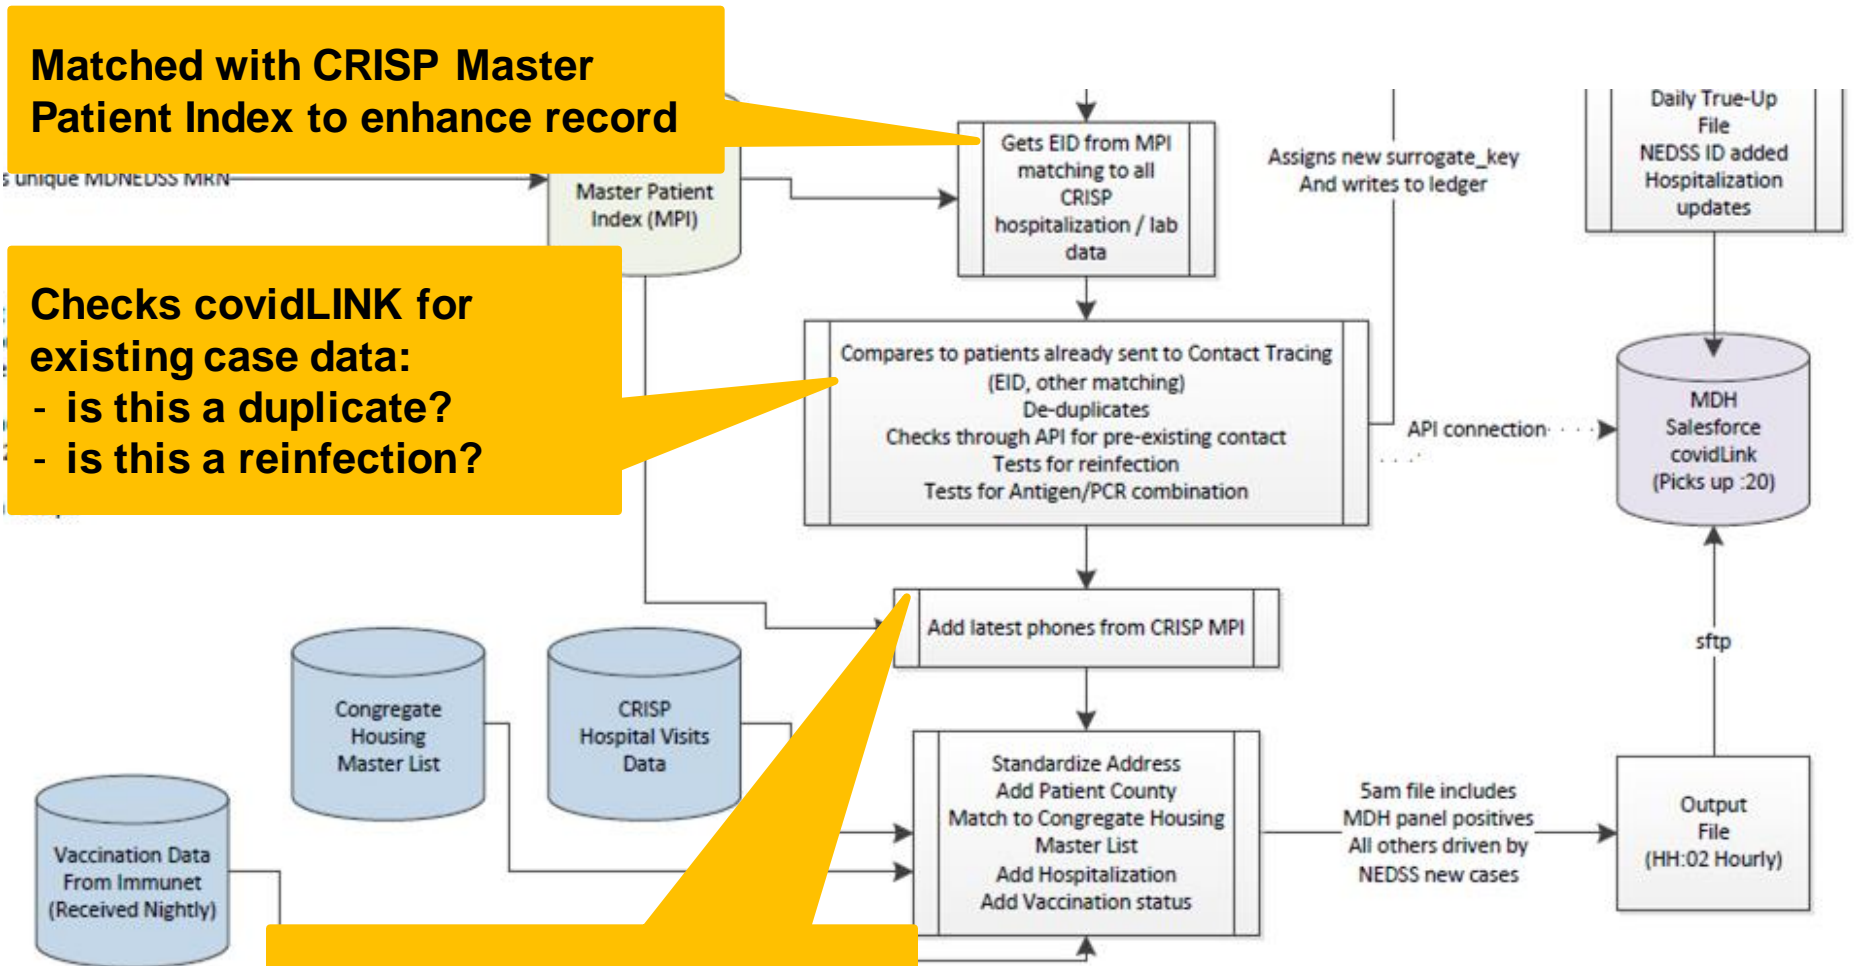 Matched with CRISP Master
Patient Index to enhance record
unique MDNEDSS MRN
Master Patient
Index (MPI)
Gets EID from MPI
matching to all
CRISP
hospitalization / lab
data
Assigns new surrogate_key
And writes to ledger
Daily True-Up
File
NEDSS ID added
Hospitalization
updates
Checks covidLINK for
existing case data:
- is this a duplicate?
- is this a reinfection?
Compares to patients already sent to Contact Tracing
(EID, other matching)
De-duplicates
Checks through API for pre-existing contact
Tests for reinfection
Tests for Antigen/PCR combination
API connection
MDH
Salesforce
covidLink
(Picks up :20)
Add latest phones from CRISP MPI
sftp
Congregate
Housing
Master List
CRISP
Hospital Visits
Data
Vaccination Data
From Immunet
(Received Nightly)
Standardize Address
Add Patient County
Match to Congregate Housing
Master List
Add Hospitalization
Add Vaccination status
5am file includes
MDH panel positives
All others driven by
NEDSS new cases
Output
File
(HH:02 Hourly)